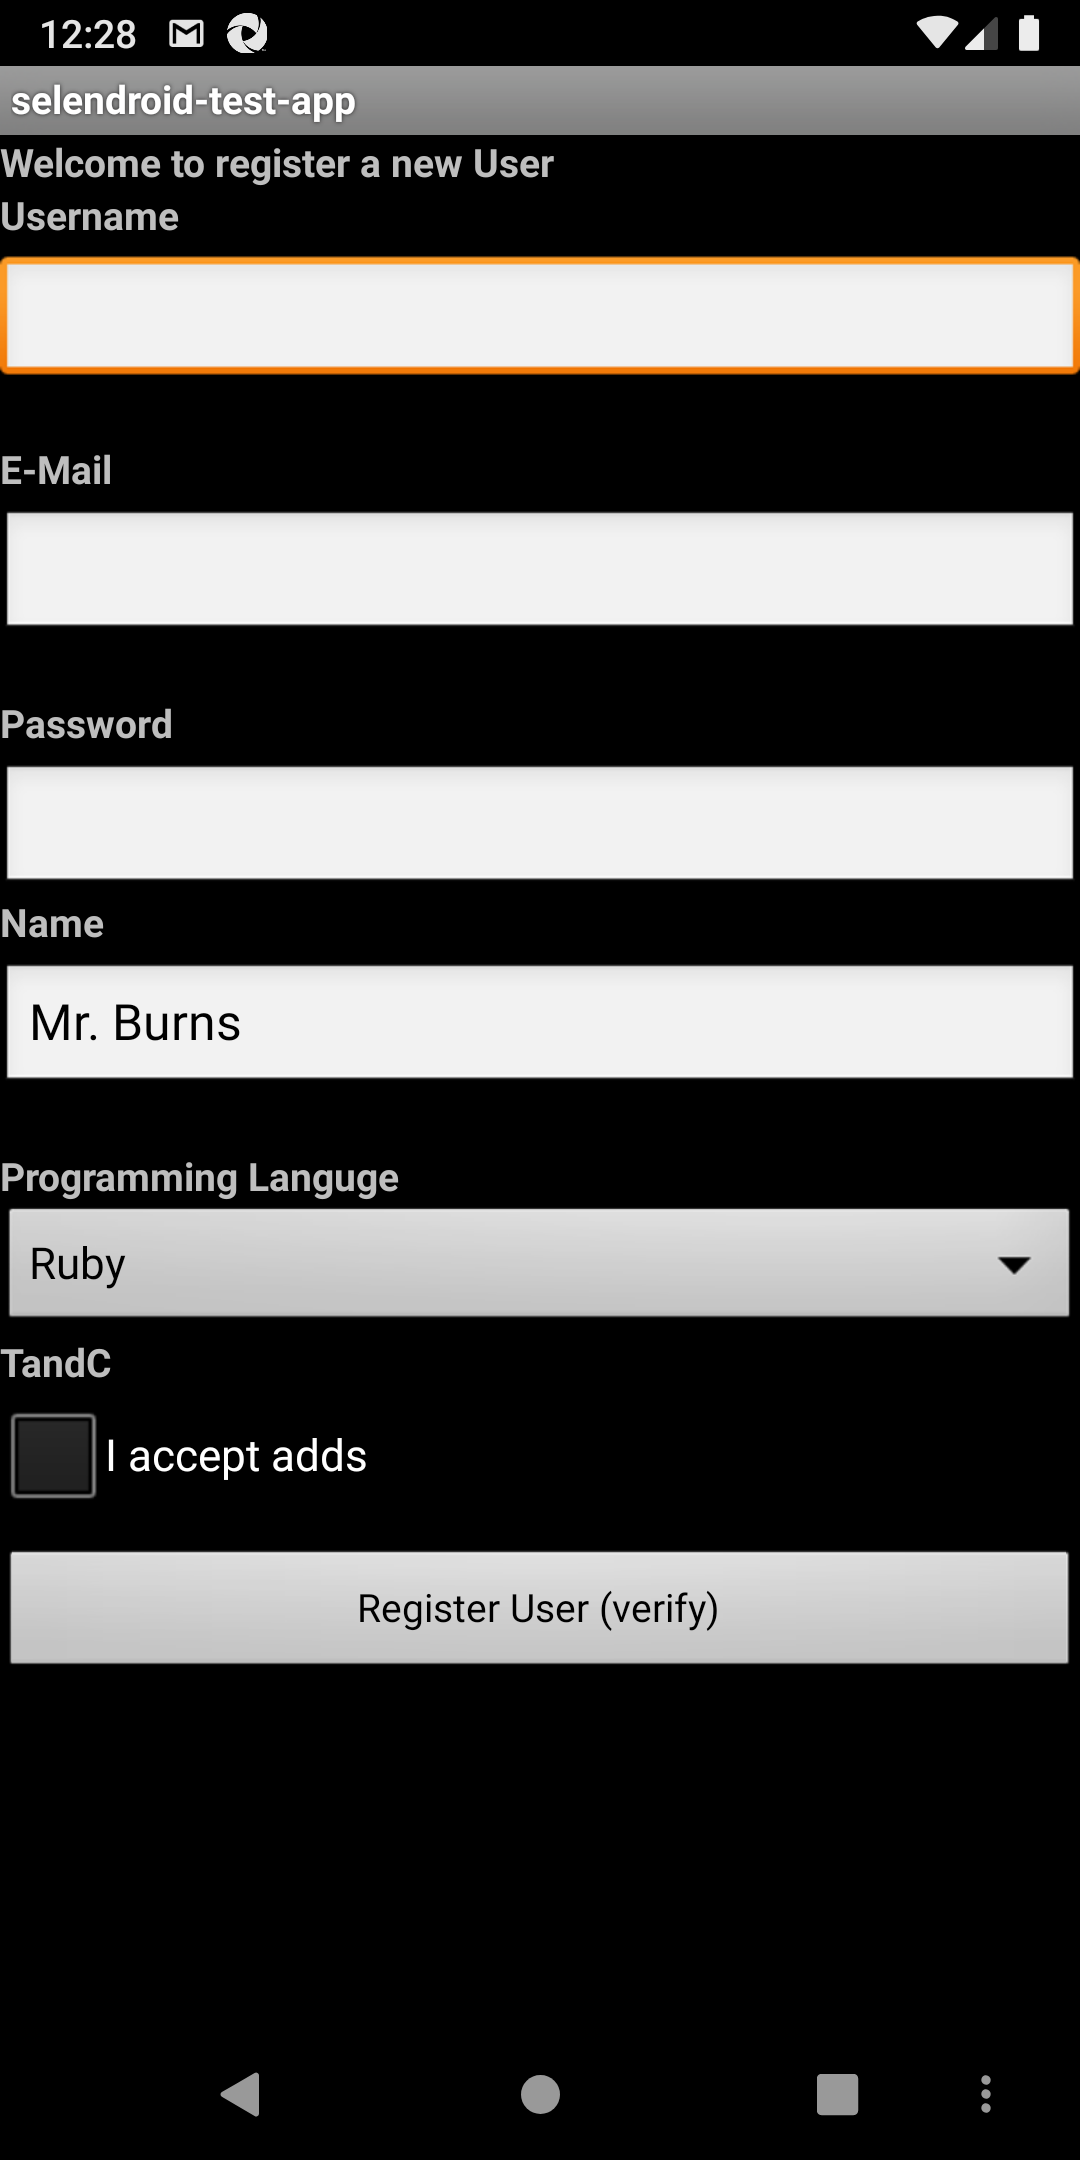 12:28
selendroid-test-app
Welcome to register a new User
Username
E-Mail
Password
Name
Mr. Burns
Programming Languge
Ruby
TandC
I accept adds
Register User (verify)